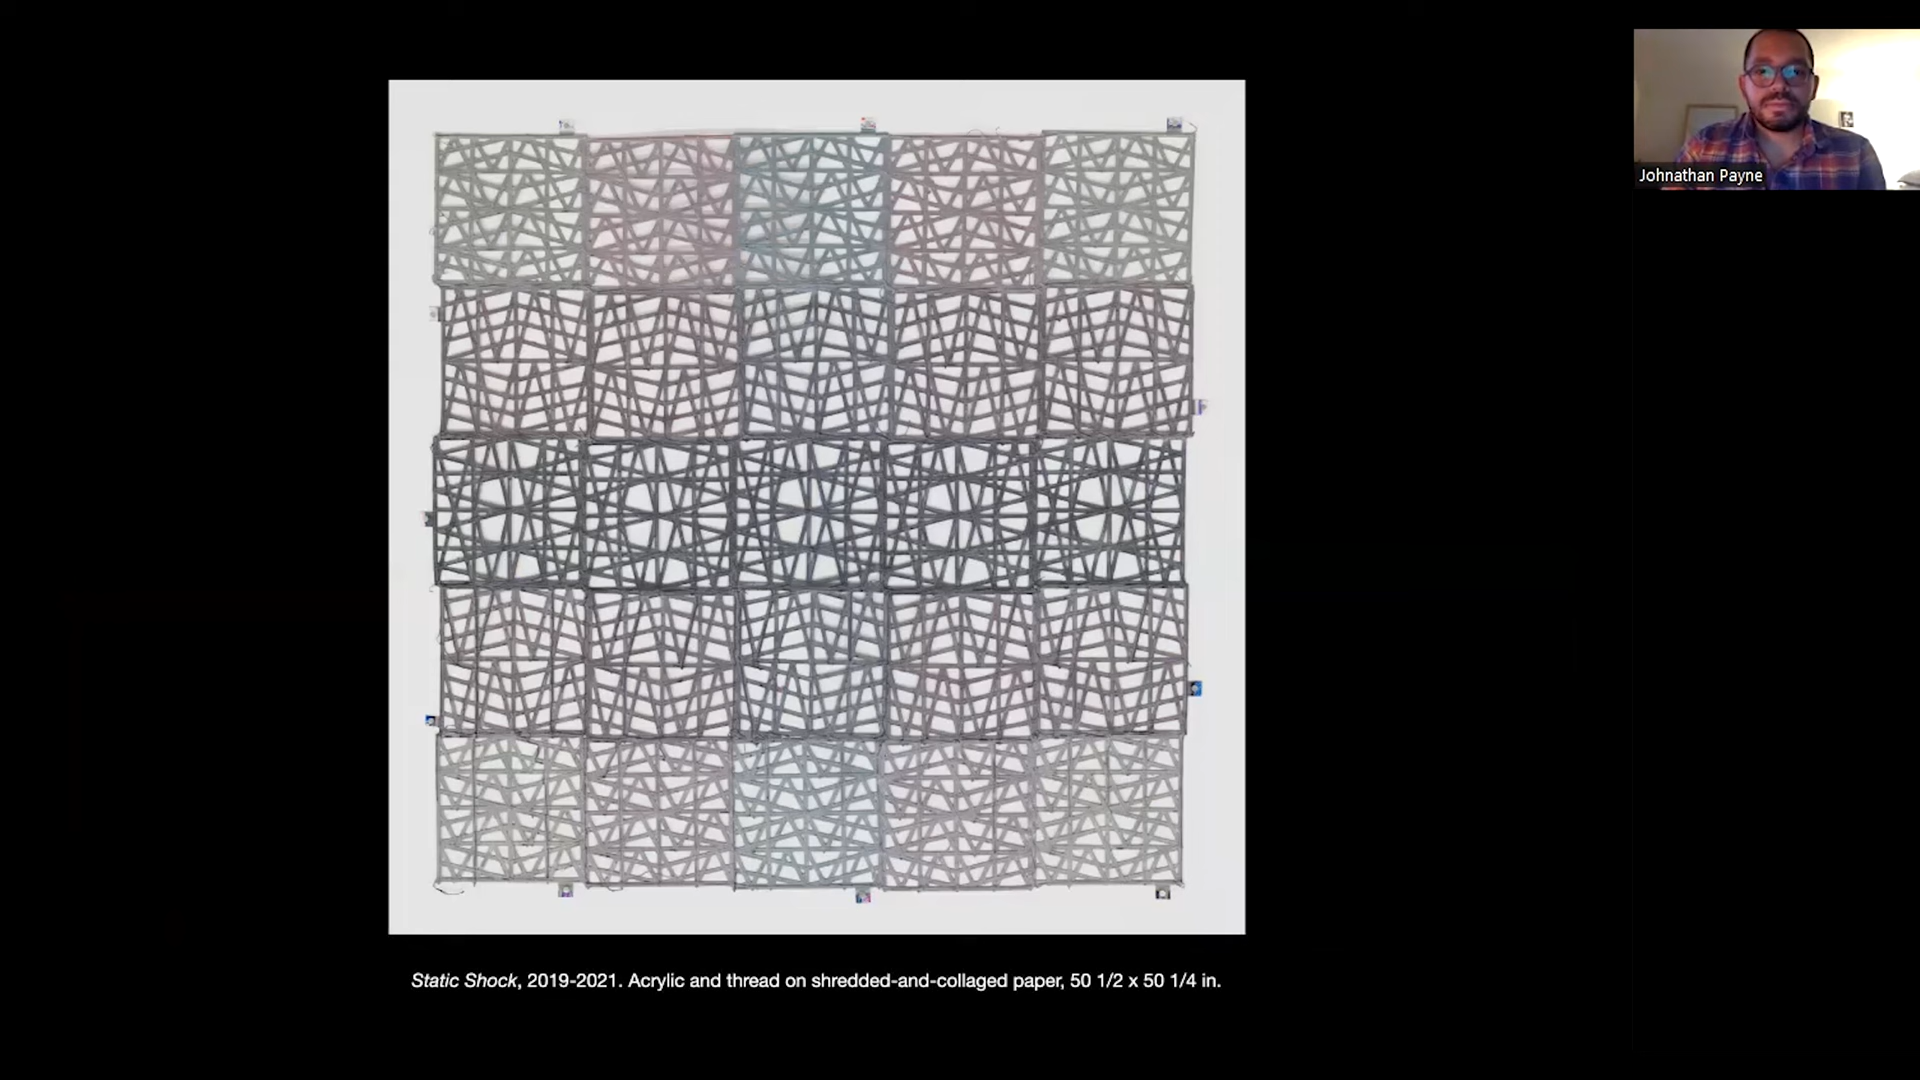 Johnathan Payne
Static Shock, 2019-2021. Acrylic and thread on shredded-and-collaged paper, 50 1/2 x 50 1/4 in.